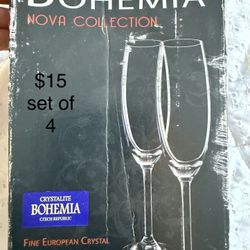 BOHEMIA
NOVA COLLECTION
$15
set of
4
CRYSTALITE
BOHEMIA
CZECH REPUBLIC
FINE EUROPEAN CRYSTAL